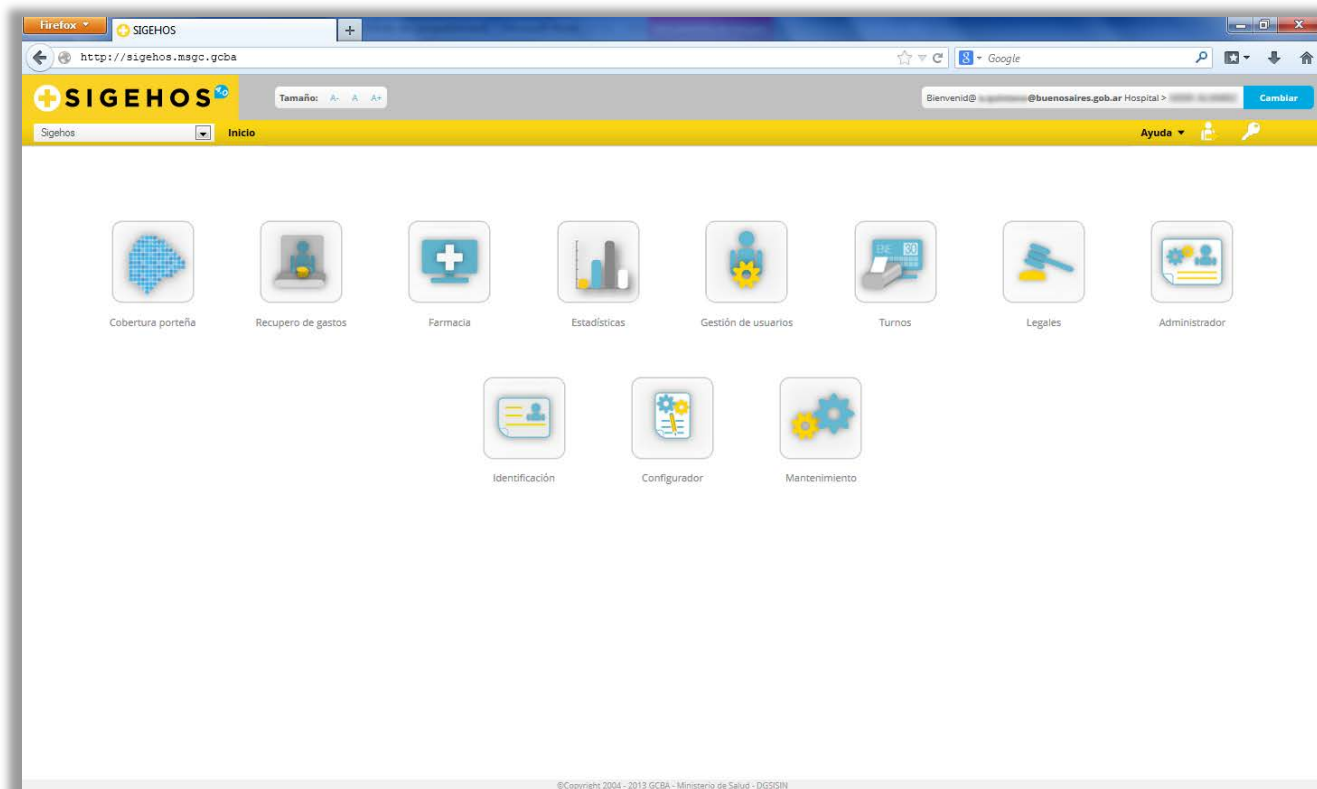 Firefox
SIGEHOS
+
http://sigehos.msgc.gcba
Google
SIGEHOS
Tamaño: A- A A+
Bienvenid@ @buenosaires.gob.ar Hospital >
Cambiar
Sigehos
Inicio
Ayuda
ENE 30
Cobertura porteña
Recupero de gastos
Farmacia
Estadísticas
Gestión de usuarios
Turnos
Legales
Administrador
Identificación
Configurador
Mantenimiento
©Copyright 2004 - 2013 GCBA - Ministerio de Salud - DGSISIN